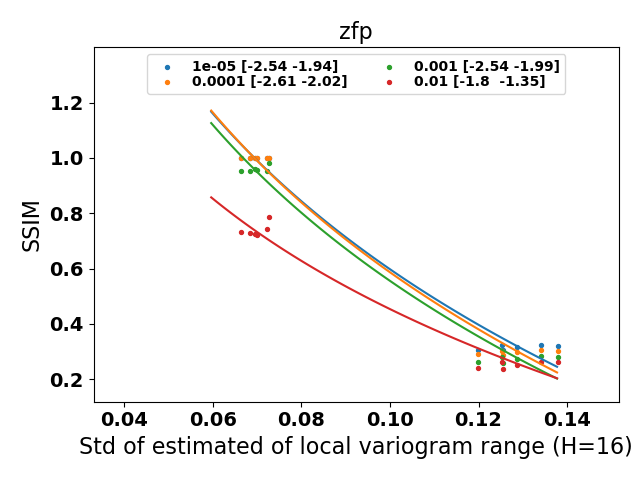 zfp
1e-05 [-2.54 -1.94]
0.0001 [-2.61 -2.02]
0.001 [-2.54 -1.99]
0.01 [-1.8  -1.35]
SSIM
1.2
1.0
0.8
0.6
0.4
0.2
0.04 0.06 0.08 0.10 0.12 0.14
Std of estimated of local variogram range (H=16)